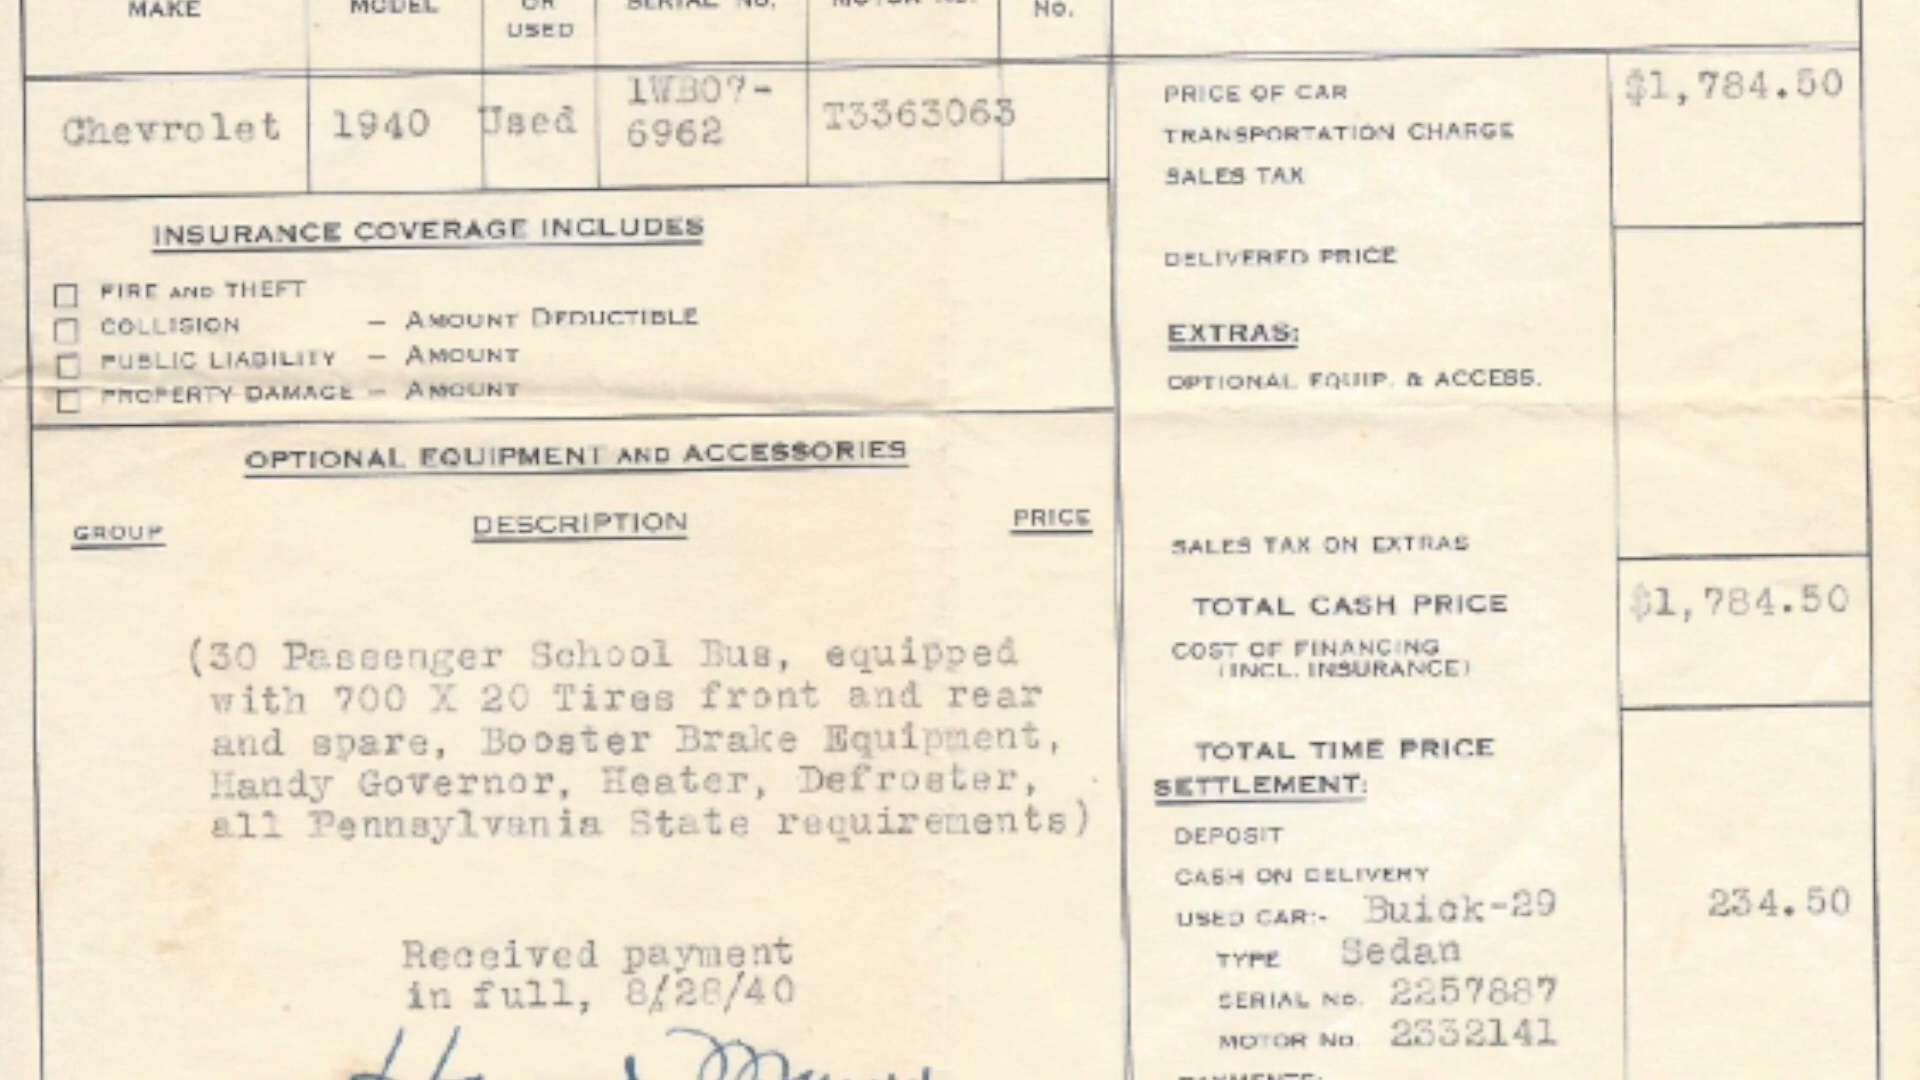 MAKE MODEL OR USED SERIAL No. MOTOR No. No.
Chevrolet 1940 Used 1WB07-6962 T3363063
INSURANCE COVERAGE INCLUDES
FIRE AND THEFT
COLLISION — AMOUNT DEDUCTIBLE
PUBLIC LIABILITY — AMOUNT
PROPERTY DAMAGE — AMOUNT
OPTIONAL EQUIPMENT AND ACCESSORIES
GROUP DESCRIPTION PRICE
(30 Passenger School Bus, equipped
with 700 X 20 Tires front and rear
and spare, Booster Brake Equipment,
Handy Governor, Heater, Defroster,
all Pennsylvania State requirements)
Received payment
in full, 8/28/40
PRICE OF CAR $1,784.50
TRANSPORTATION CHARGE
SALES TAX
DELIVERED PRICE
EXTRAS:
OPTIONAL EQUIP. & ACCESS.
SALES TAX ON EXTRAS
TOTAL CASH PRICE $1,784.50
COST OF FINANCING
(INCL. INSURANCE)
TOTAL TIME PRICE
SETTLEMENT:
DEPOSIT
CASH ON DELIVERY
USED CAR:- Buick-29 234.50
TYPE Sedan
SERIAL No. 2257887
MOTOR No. 2332141
PAYMENTS: